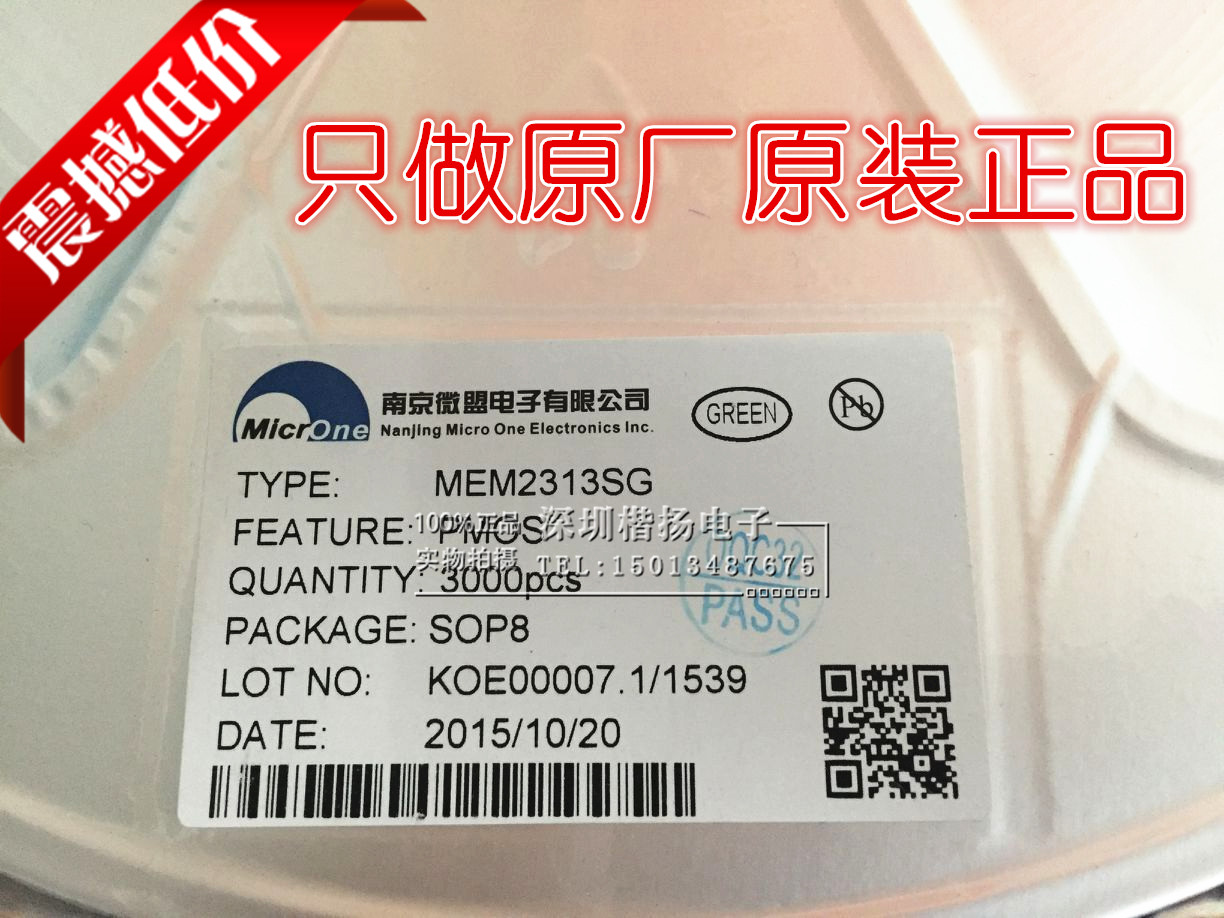 震撼低价
只做原厂原装正品
MicrOne
南京微盟电子有限公司
Nanjing Micro One Electronics Inc.
GREEN
Pb
TYPE: MEM2313SG
FEATURE: PMOS
QUANTITY: 3000pcs
PACKAGE: SOP8
LOT NO: KOE00007.1/1539
DATE: 2015/10/20
100%正品
实物拍摄
深圳楷扬电子
TEL:15013487675
QC32
PASS